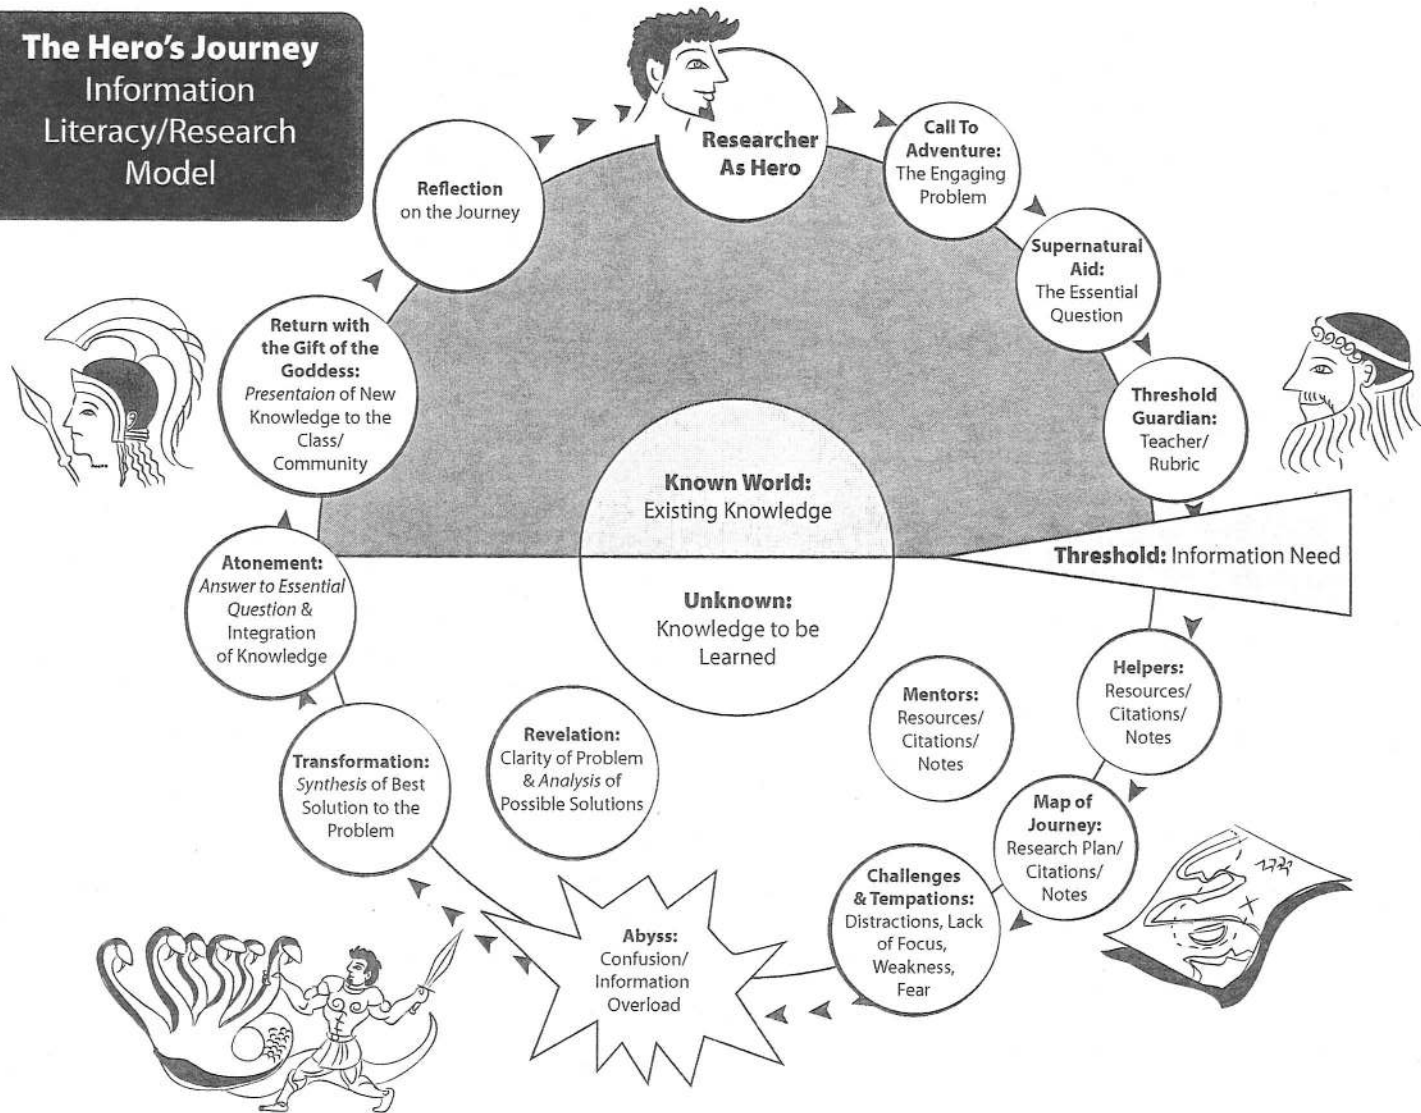 The Hero's Journey
Information
Literacy/Research
Model
Researcher
As Hero
Call To
Adventure:
The Engaging
Problem
Supernatural
Aid:
The Essential
Question
Threshold
Guardian:
Teacher/
Rubric
Threshold: Information Need
Helpers:
Resources/
Citations/
Notes
Mentors:
Resources/
Citations/
Notes
Map of
Journey:
Research Plan/
Citations/
Notes
Challenges
& Tempations:
Distractions, Lack
of Focus,
Weakness,
Fear
Abyss:
Confusion/
Information
Overload
Revelation:
Clarity of Problem
& Analysis of
Possible Solutions
Transformation:
Synthesis of Best
Solution to the
Problem
Atonement:
Answer to Essential
Question &
Integration
of Knowledge
Return with
the Gift of the
Goddess:
Presentaion of New
Knowledge to the
Class/
Community
Reflection
on the Journey
Known World:
Existing Knowledge
Unknown:
Knowledge to be
Learned